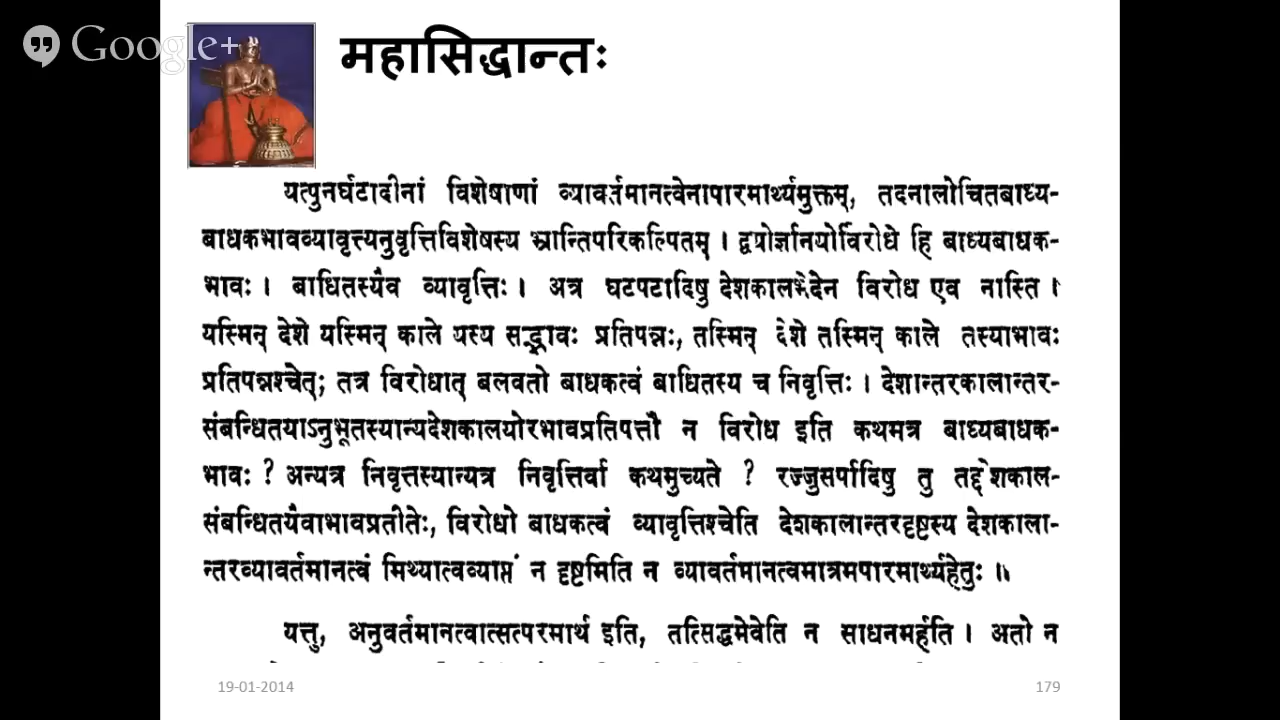 Google+
महासिद्धान्तः
यत्पुनर्घटादीनां विशेषाणां व्यावर्तमानत्वेनापारमार्थ्यमुक्तम्, तदनालोचितबाध्य-
बाधकभावव्यावृत्त्यनुवृत्तिविशेषस्य भ्रान्तिपरिकल्पितम् । द्वयोर्ज्ञानयोर्विरोधे हि बाध्यबाधक-
भावः । बाधितस्यैव व्यावृत्तिः । अत्र घटपटादिषु देशकालभेदेन विरोध एव नास्ति ।
यस्मिन् देशे यस्मिन् काले यस्य सद्भावः प्रतिपन्नः, तस्मिन् देशे तस्मिन् काले तस्याभावः
प्रतिपन्नश्चेत्; तत्र विरोधात् बलवतो बाधकत्वं बाधितस्य च निवृत्तिः । देशान्तरकालान्तर-
संबन्धितयाऽनुभूतस्यान्यदेशकालयोरभावप्रतिपत्तौ न विरोध इति कथमत्र बाध्यबाधक-
भावः ? अन्यत्र निवृत्तस्यान्यत्र निवृत्तिर्वा कथमुच्यते ? रज्जुसर्पादिषु तु तद्देशकाल-
संबन्धितयैवाभावप्रतीतेः, विरोधो बाधकत्वं व्यावृत्तिश्चेति देशकालान्तरदृष्टस्य देशकाला-
न्तरव्यावर्तमानत्वं मिथ्यात्वव्याप्तं न दृष्टमिति न व्यावर्तमानत्वमात्रमपारमार्थ्यहेतुः ॥
यत्तु, अनुवर्तमानत्वात्सत्परमार्थ इति, तत्सिद्धमेवेति न साधनमर्हति । अतो न
19-01-2014
179